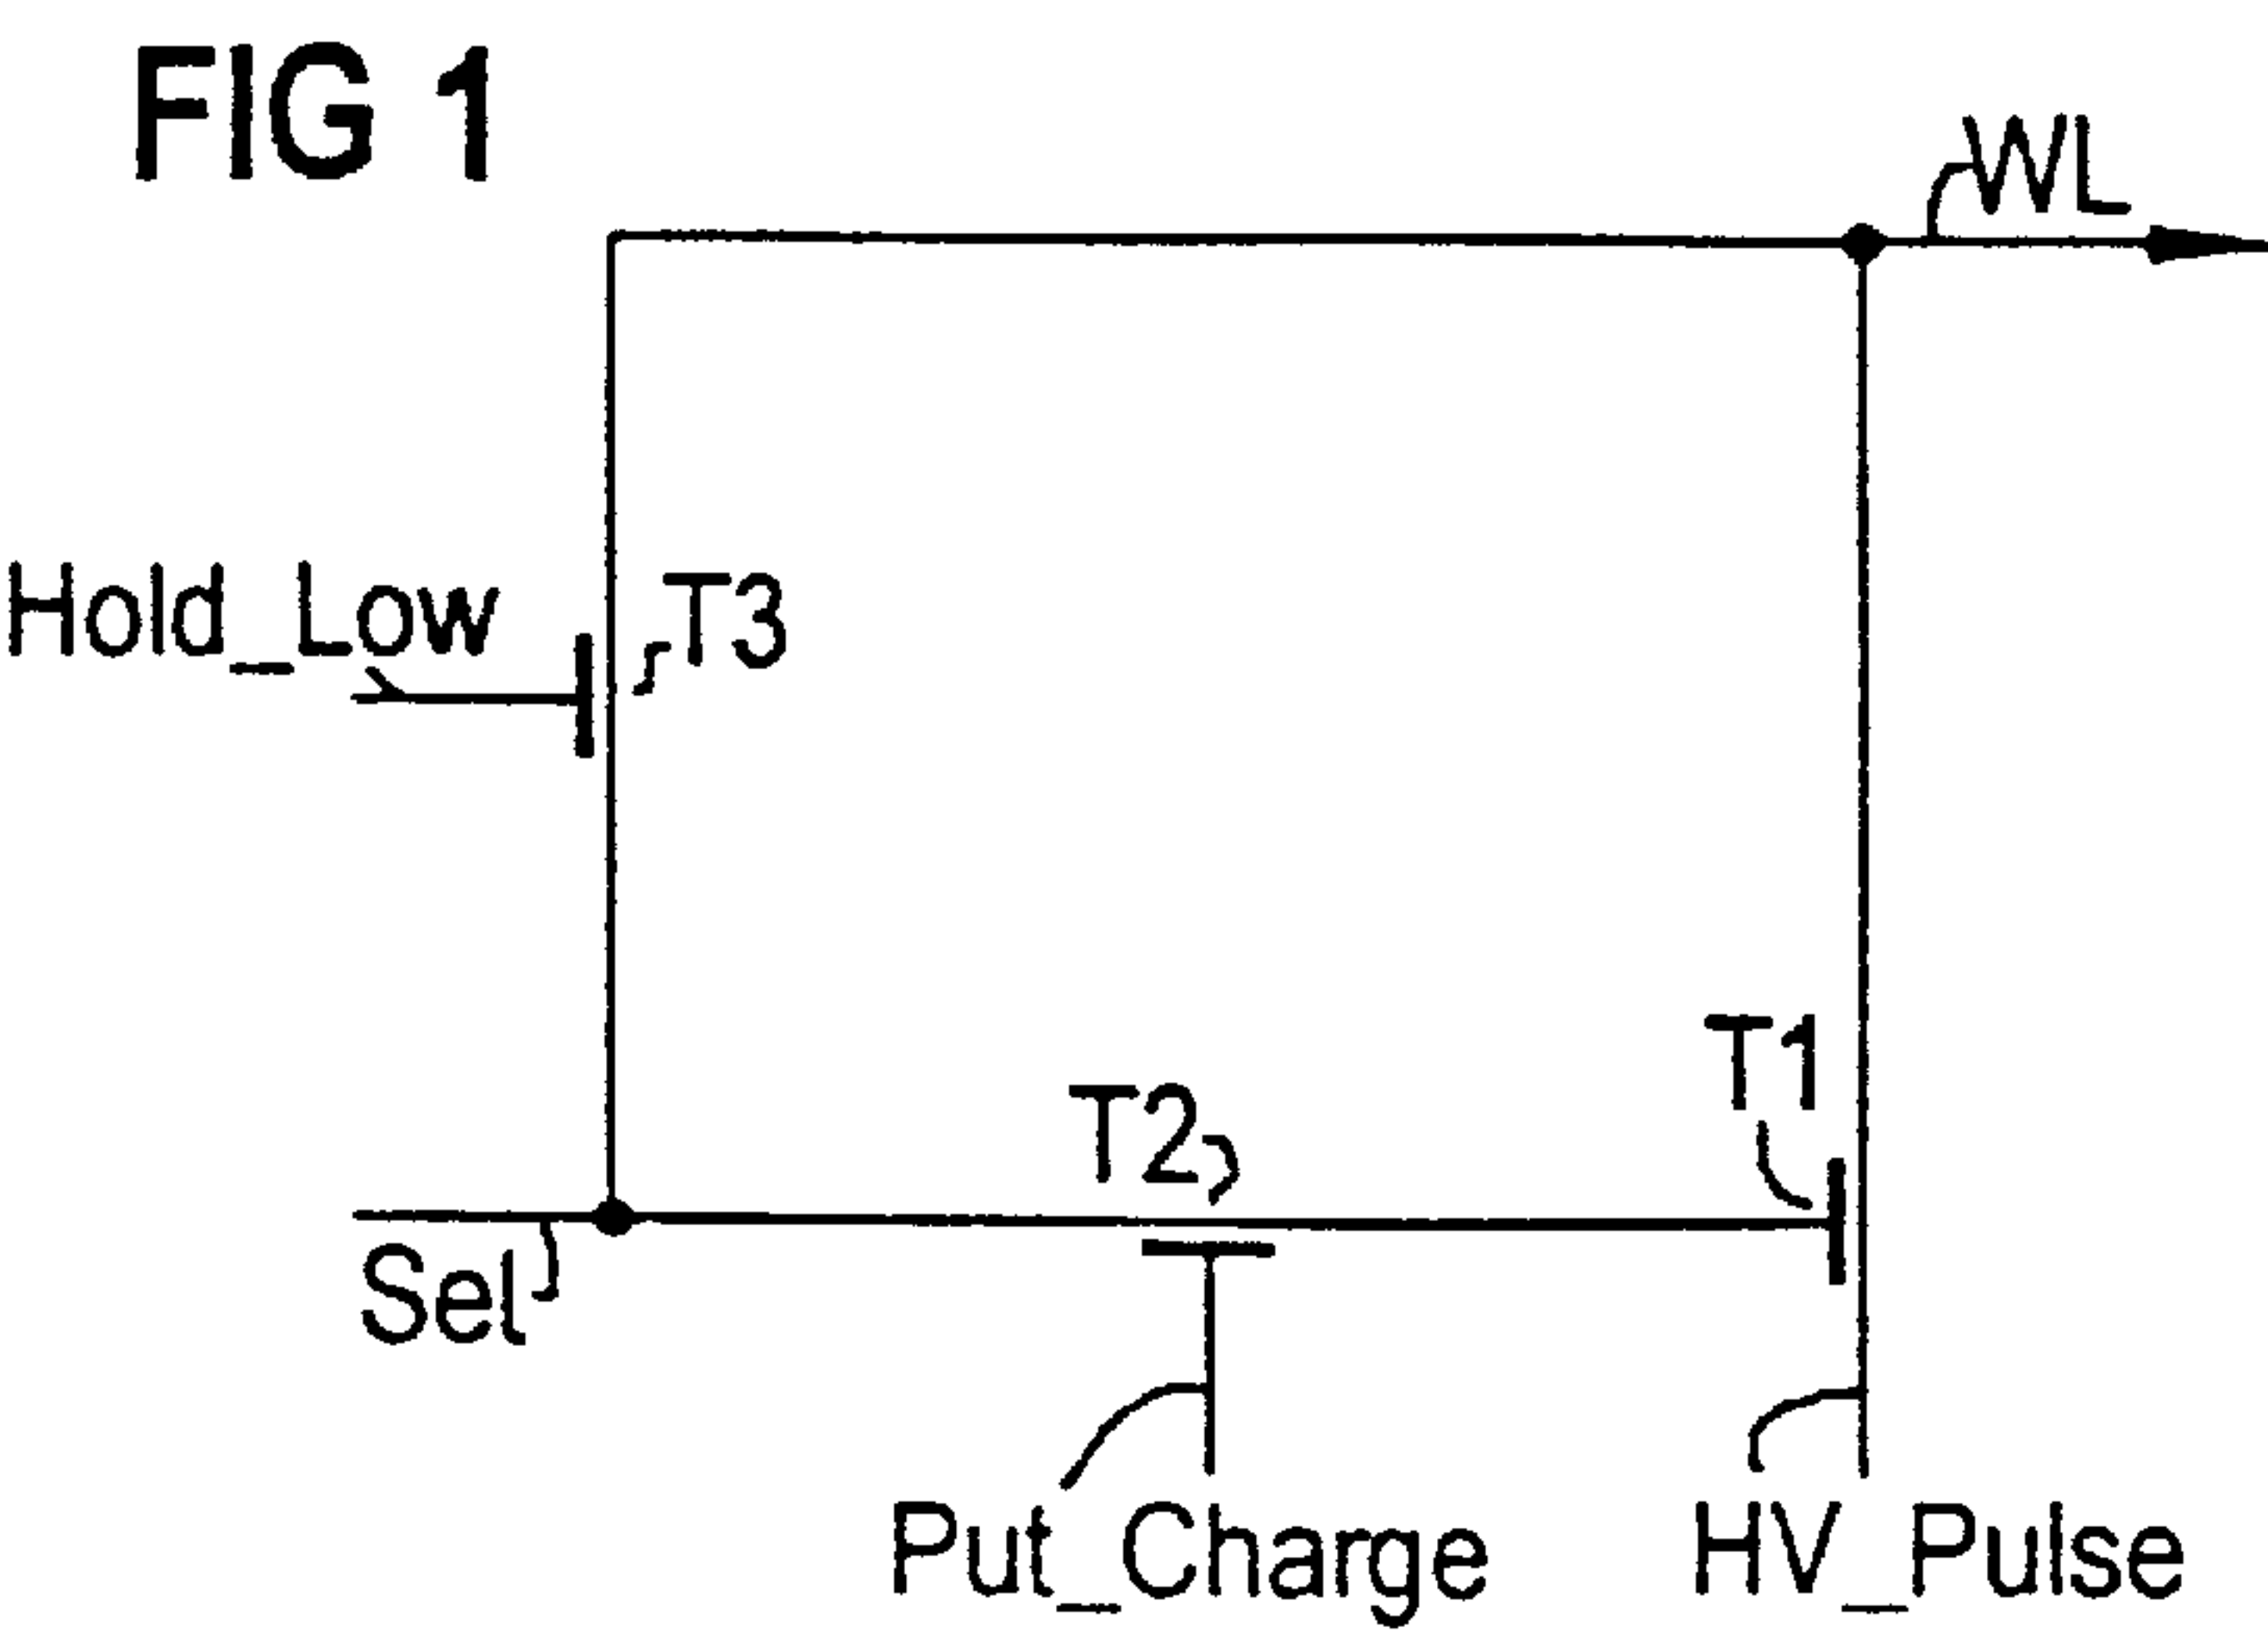 FIG 1
WL
Hold_Low
T3
T1
T2
Sel
Put_Charge
HV_Pulse